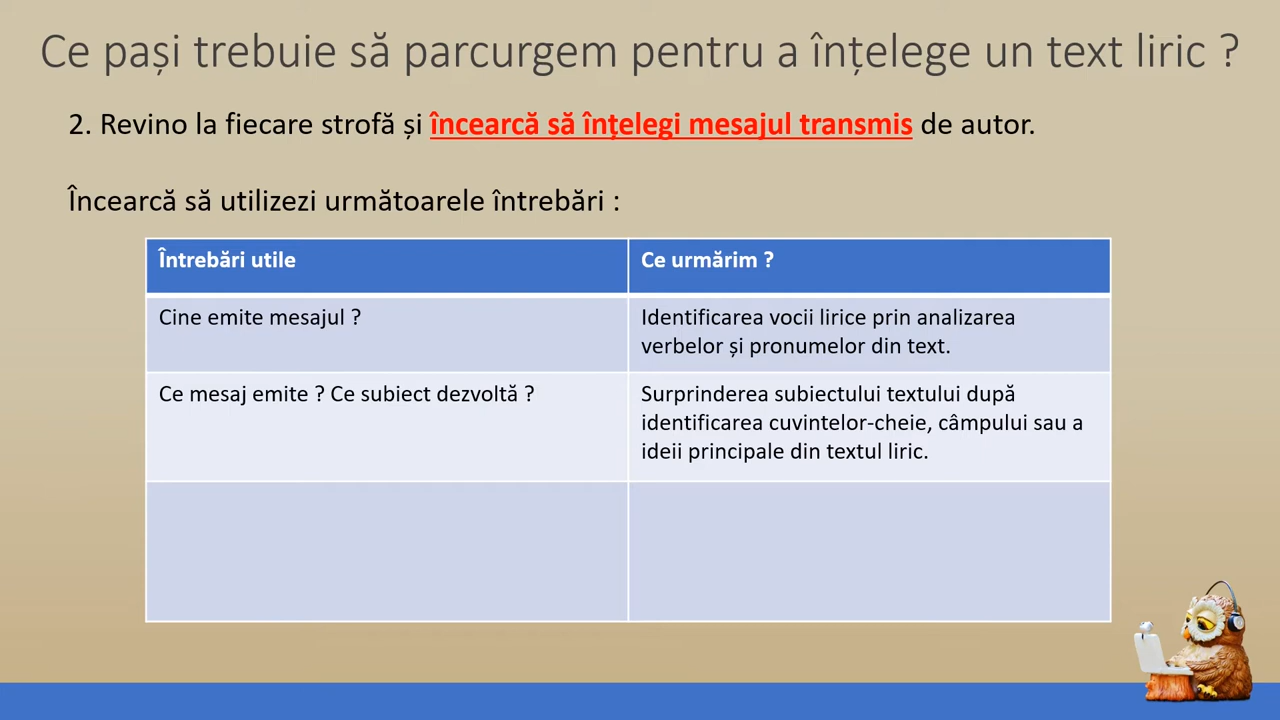 Ce pași trebuie să parcurgem pentru a înțelege un text liric ?
2. Revino la fiecare strofă și încearcă să înțelegi mesajul transmis de autor.
Încearcă să utilizezi următoarele întrebări :
Întrebări utile
Ce urmărim ?
Cine emite mesajul ?
Identificarea vocii lirice prin analizarea
verbelor și pronumelor din text.
Ce mesaj emite ? Ce subiect dezvoltă ?
Surprinderea subiectului textului după
identificarea cuvintelor-cheie, câmpului sau a
ideii principale din textul liric.